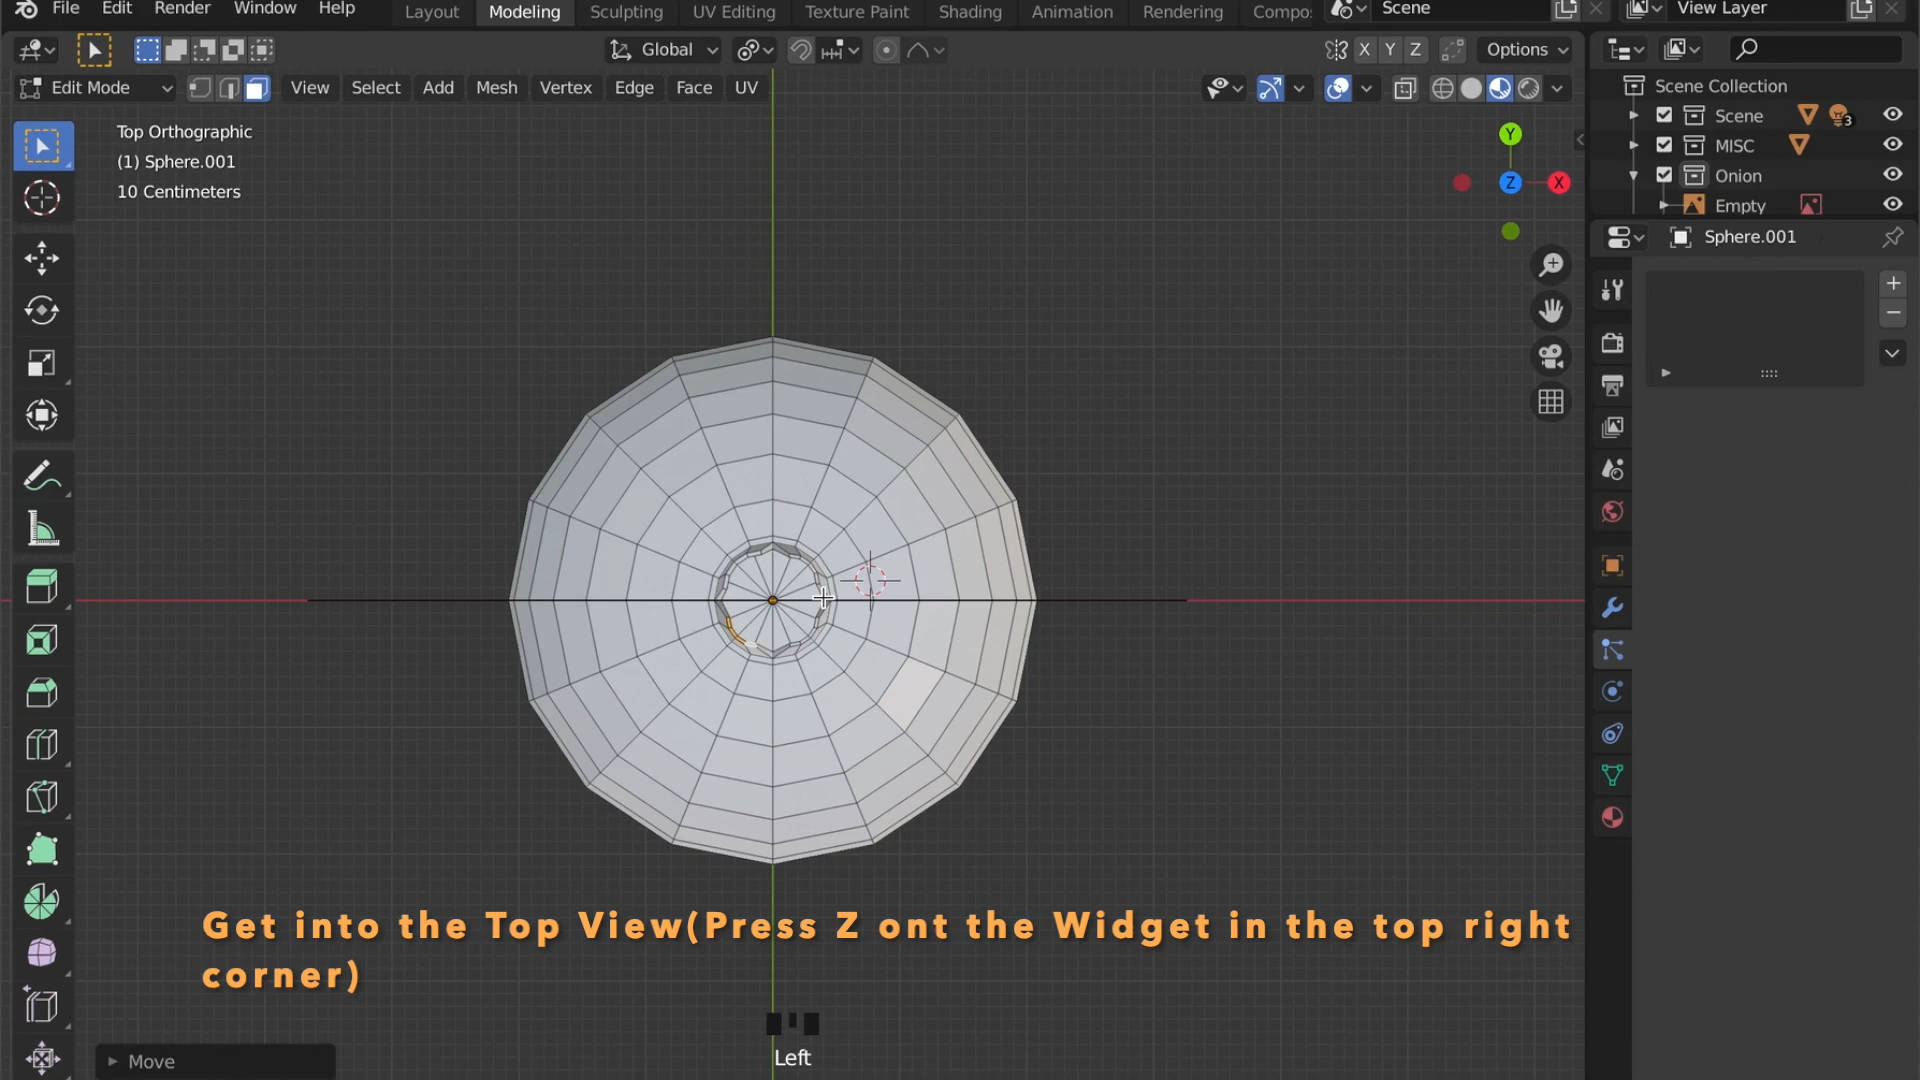 File Edit Render Window Help Layout Modeling Sculpting UV Editing Texture Paint Shading Animation Rendering Compo Scene View Layer
Global X Y Z Options
Edit Mode View Select Add Mesh Vertex Edge Face UV
Scene Collection
Scene 3
MISC
Onion
Empty
Sphere.001
Top Orthographic
(1) Sphere.001
10 Centimeters
Y
Z X
Get into the Top View(Press Z ont the Widget in the top right
corner)
Left
Move